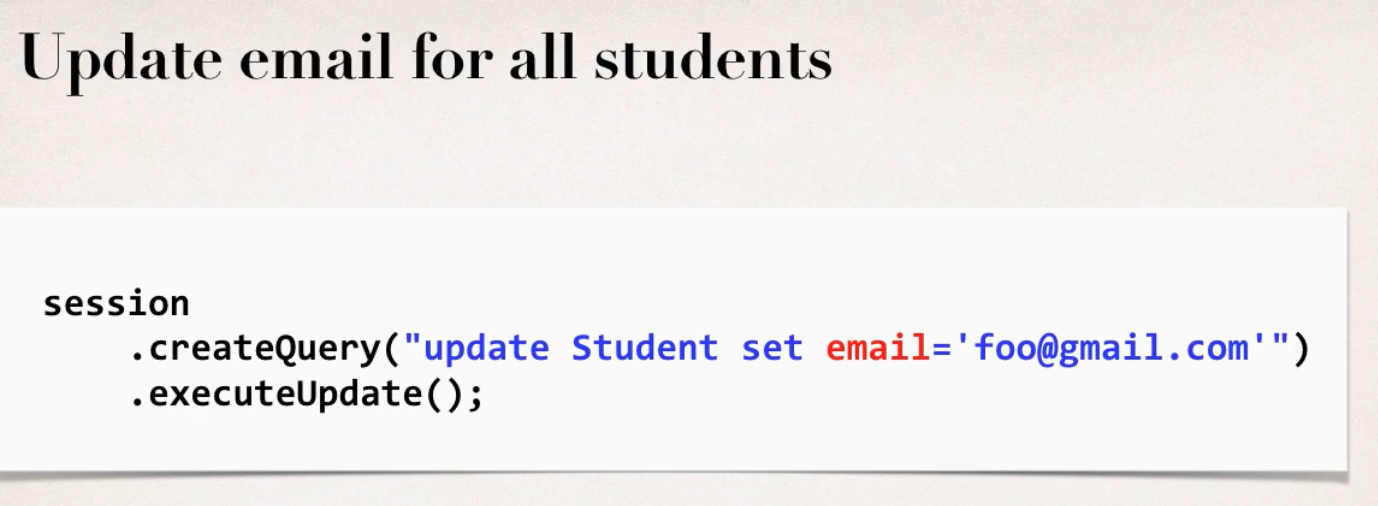 Update email for all students
session
.createQuery("update Student set email='foo@gmail.com'")
.executeUpdate();